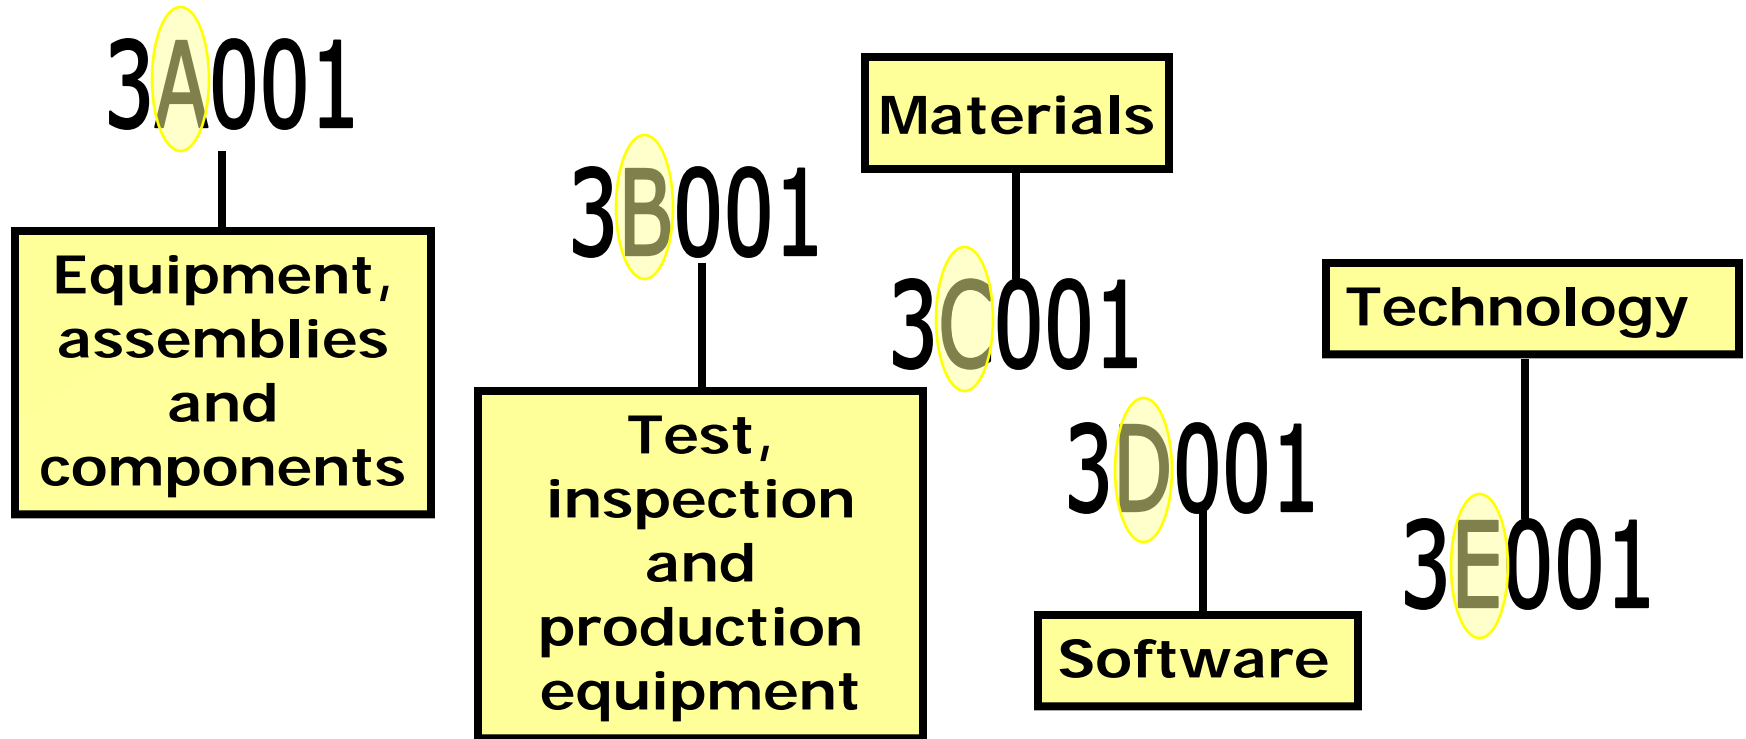 3A001
Equipment,
assemblies
and
components
3B001
Test,
inspection
and
production
equipment
Materials
3C001
3D001
Software
Technology
3E001